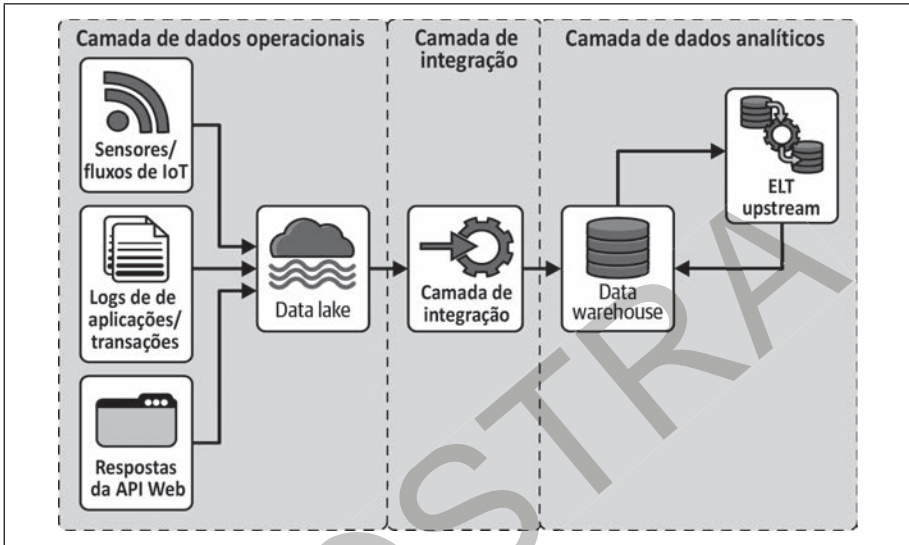 Camada de dados operacionais
Camada de
integração
Camada de dados analíticos
Sensores/
fluxos de IoT
Logs de de
aplicações/
transações
Respostas
da API Web
Data lake
Camada de
integração
Data
warehouse
ELT
upstream
OSTRA